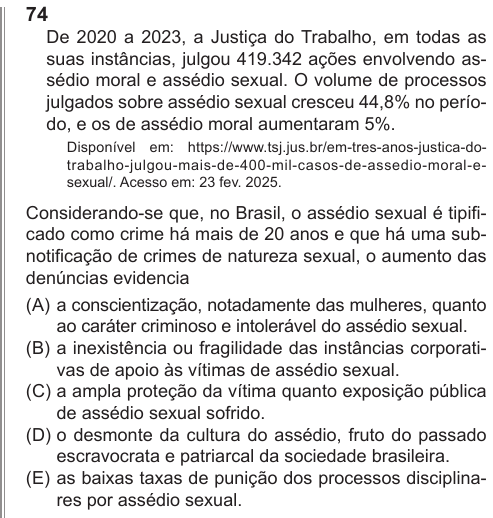 74
De 2020 a 2023, a Justiça do Trabalho, em todas as
suas instâncias, julgou 419.342 ações envolvendo as-
sédio moral e assédio sexual. O volume de processos
julgados sobre assédio sexual cresceu 44,8% no perío-
do, e os de assédio moral aumentaram 5%.
Disponível em: https://www.tsj.jus.br/em-tres-anos-justica-do-
trabalho-julgou-mais-de-400-mil-casos-de-assedio-moral-e-
sexual/. Acesso em: 23 fev. 2025.
Considerando-se que, no Brasil, o assédio sexual é tipifi-
cado como crime há mais de 20 anos e que há uma sub-
notificação de crimes de natureza sexual, o aumento das
denúncias evidencia
(A) a conscientização, notadamente das mulheres, quanto
ao caráter criminoso e intolerável do assédio sexual.
(B) a inexistência ou fragilidade das instâncias corporati-
vas de apoio às vítimas de assédio sexual.
(C) a ampla proteção da vítima quanto exposição pública
de assédio sexual sofrido.
(D) o desmonte da cultura do assédio, fruto do passado
escravocrata e patriarcal da sociedade brasileira.
(E) as baixas taxas de punição dos processos disciplina-
res por assédio sexual.